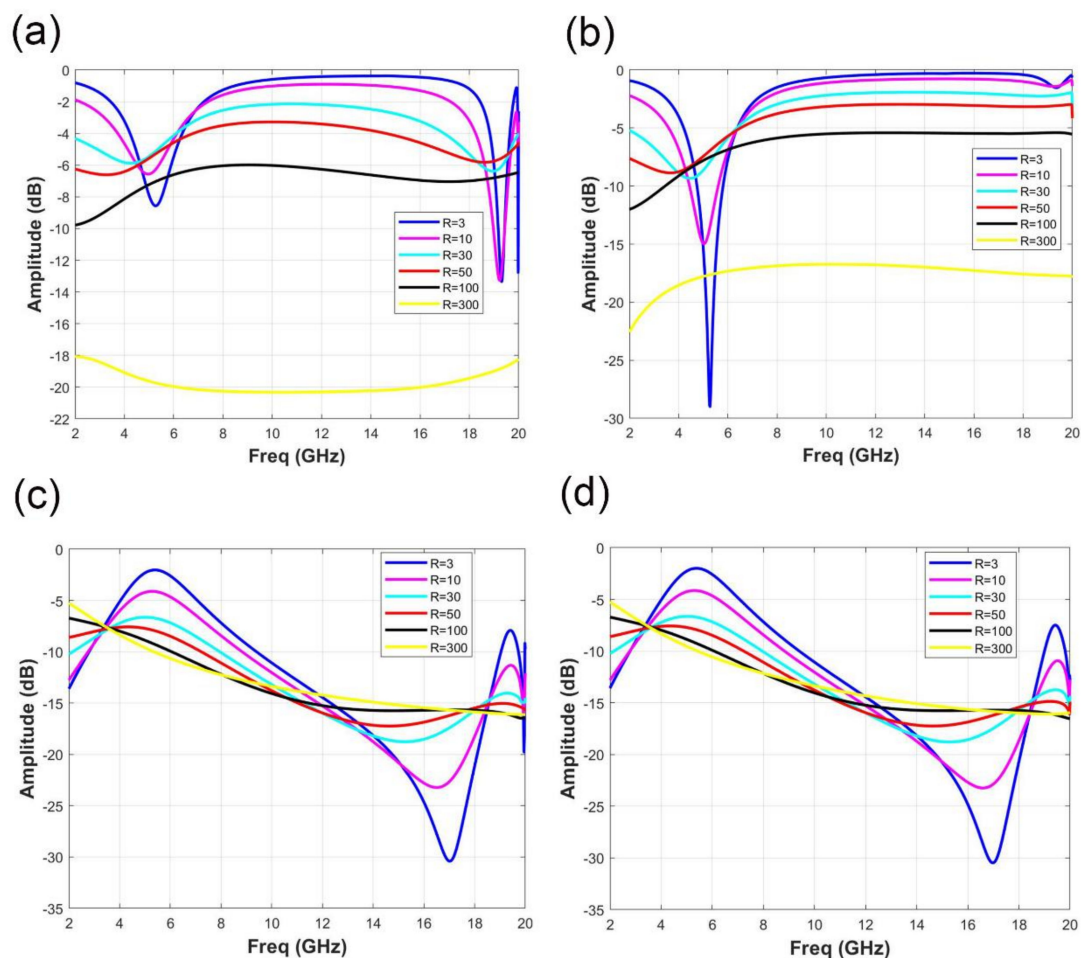 (a)
0
-2
-4
-6
-8
-10
-12
-14
-16
-18
-20
-22
Amplitude (dB)
R=3
R=10
R=30
R=50
R=100
R=300
2 4 6 8 10 12 14 16 18 20
Freq (GHz)
(b)
0
-5
-10
-15
-20
-25
-30
Amplitude (dB)
R=3
R=10
R=30
R=50
R=100
R=300
2 4 6 8 10 12 14 16 18 20
Freq (GHz)
(c)
0
-5
-10
-15
-20
-25
-30
-35
Amplitude (dB)
R=3
R=10
R=30
R=50
R=100
R=300
2 4 6 8 10 12 14 16 18 20
Freq (GHz)
(d)
0
-5
-10
-15
-20
-25
-30
-35
Amplitude (dB)
R=3
R=10
R=30
R=50
R=100
R=300
2 4 6 8 10 12 14 16 18 20
Freq (GHz)